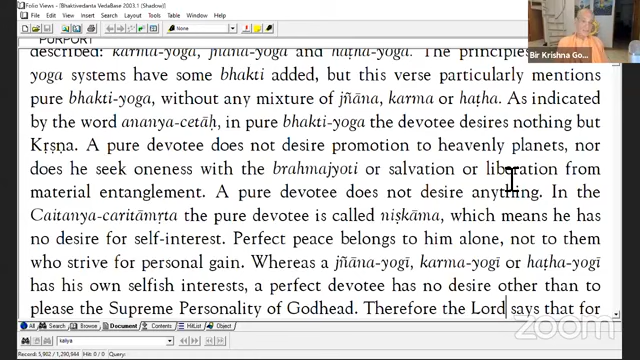 Folio Views - [Bhaktivedanta VedaBase 2003.1 (Shadow)]
File Edit View Search Layout Tools Window Help
None
PURPORT
described: karma-yoga, jñāna-yoga and haṭha-yoga. The principles
yoga systems have some bhakti added, but this verse particularly mentions
pure bhakti-yoga, without any mixture of jñāna, karma or haṭha. As indicated
by the word ananya-cetāḥ, in pure bhakti-yoga the devotee desires nothing but
Kṛṣṇa. A pure devotee does not desire promotion to heavenly planets, nor
does he seek oneness with the brahmajyoti or salvation or liberation from
material entanglement. A pure devotee does not desire anything. In the
Caitanya-caritāmṛta the pure devotee is called niṣkāma, which means he has
no desire for self-interest. Perfect peace belongs to him alone, not to them
who strive for personal gain. Whereas a jñāna-yogī, karma-yogī or haṭha-yogī
has his own selfish interests, a perfect devotee has no desire other than to
please the Supreme Personality of Godhead. Therefore the Lord says that for
Bir Krishna Go...
All Browse Document Contents HitList Object
kaliya
Record: 5,902 / 1,290,944 Hit: 0 / 0
zoom